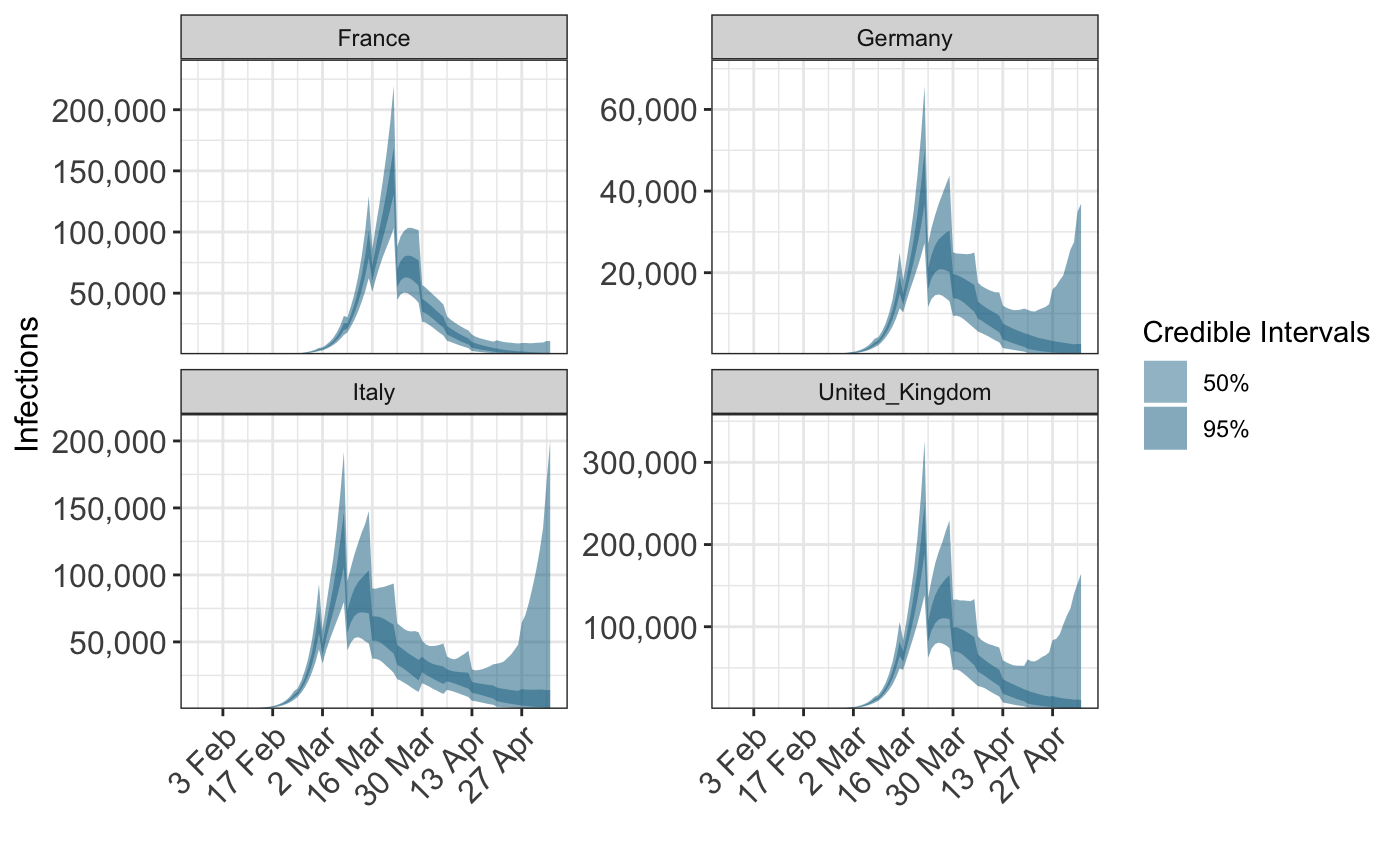 Infections
France
200,000
150,000
100,000
50,000
Germany
60,000
40,000
20,000
Italy
200,000
150,000
100,000
50,000
3 Feb
17 Feb
2 Mar
16 Mar
30 Mar
13 Apr
27 Apr
United_Kingdom
300,000
200,000
100,000
3 Feb
17 Feb
2 Mar
16 Mar
30 Mar
13 Apr
27 Apr
Credible Intervals
50%
95%